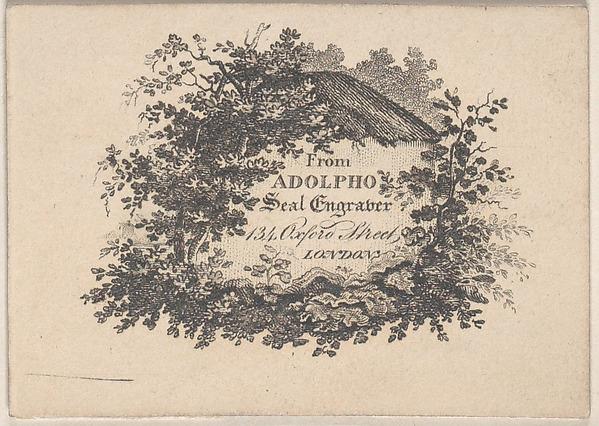 From
ADOLPHO
Seal Engraver
134, Oxford Street,
LONDON.